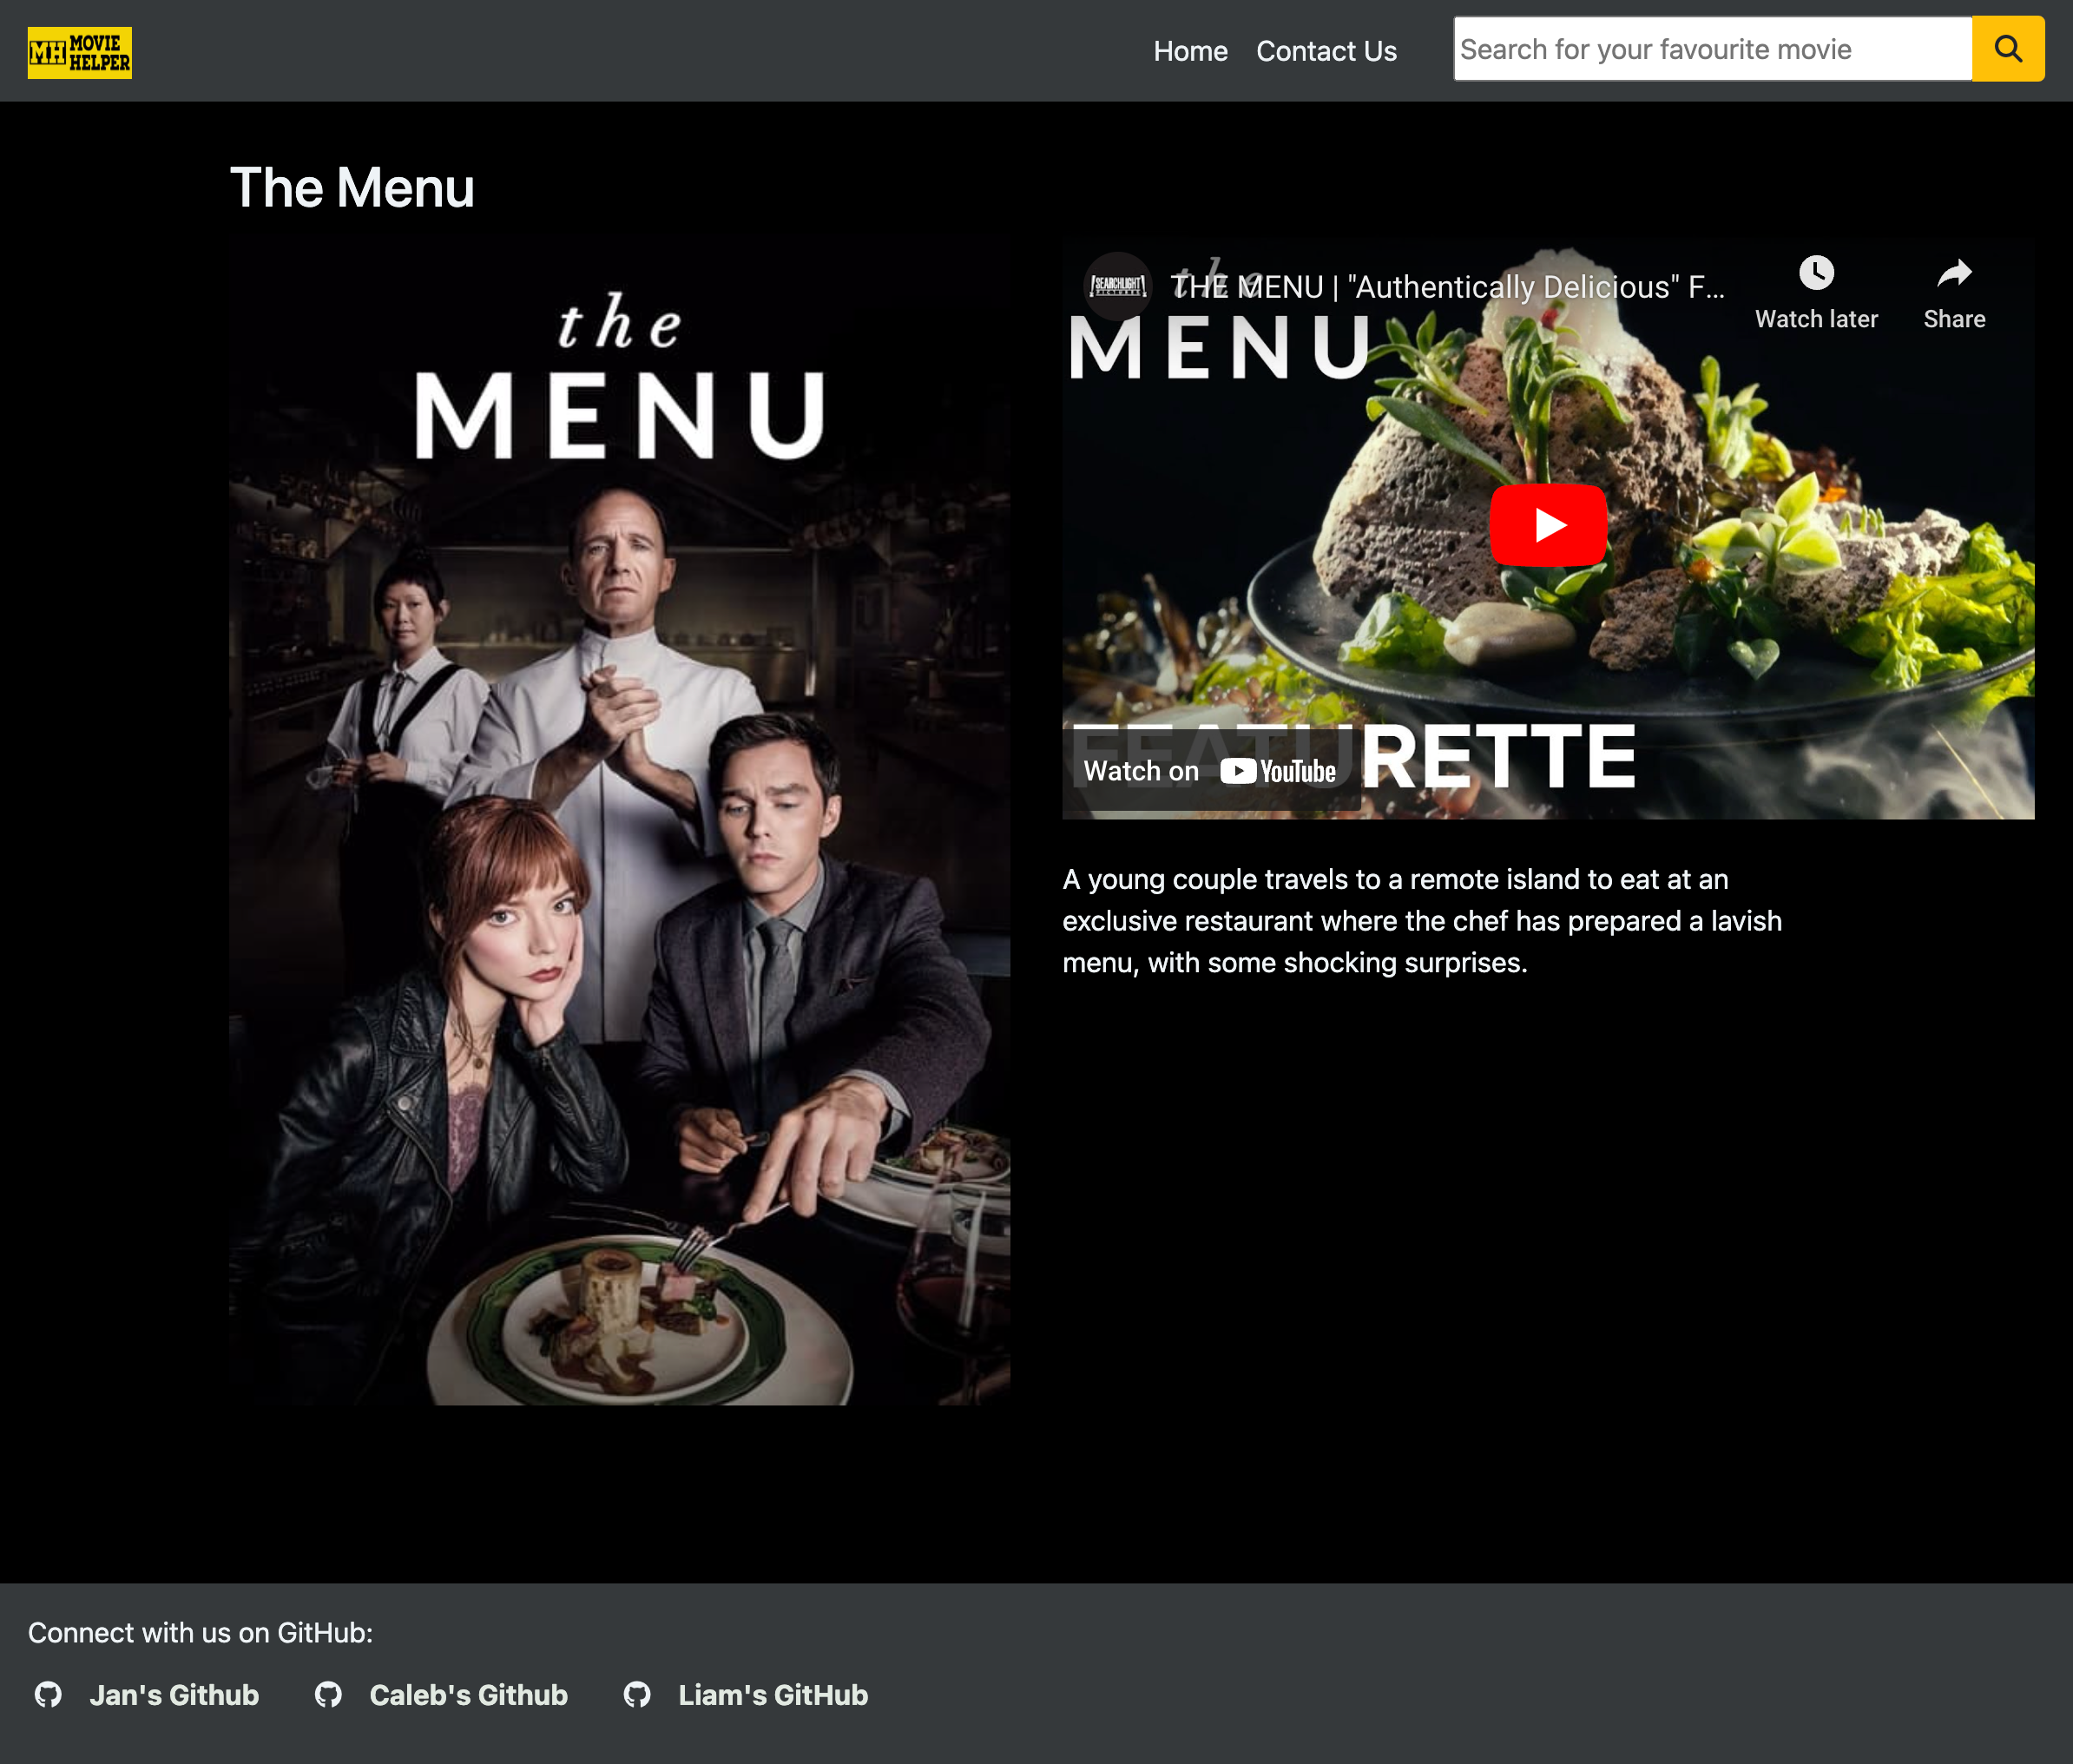 MH MOVIE
HELPER
Home
Contact Us
Search for your favourite movie
The Menu
the
MENU
SEARCHLIGHT
PICTURES
THE MENU | "Authentically Delicious" F...
Watch later
Share
the
MENU
FEATURETTE
Watch on YouTube
A young couple travels to a remote island to eat at an
exclusive restaurant where the chef has prepared a lavish
menu, with some shocking surprises.
Connect with us on GitHub:
Jan's Github
Caleb's Github
Liam's GitHub